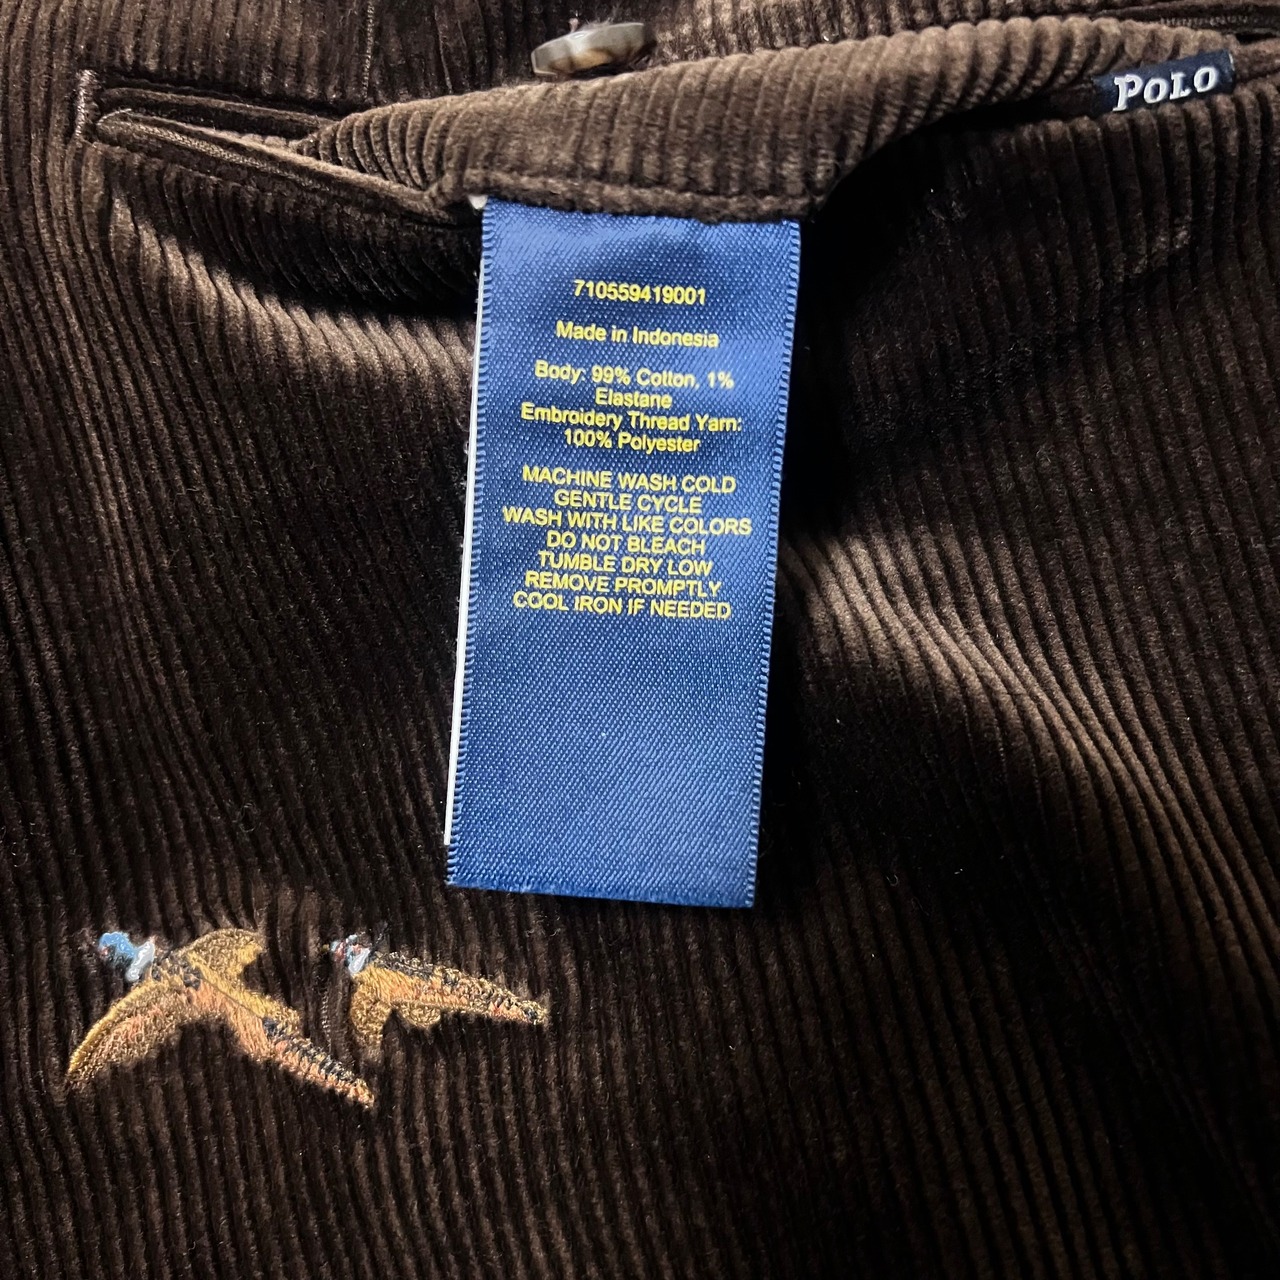 POLO
710559419001
Made in Indonesia
Body: 99% Cotton, 1%
Elastane
Embroidery Thread Yarn:
100% Polyester
MACHINE WASH COLD
GENTLE CYCLE
WASH WITH LIKE COLORS
DO NOT BLEACH
TUMBLE DRY LOW
REMOVE PROMPTLY
COOL IRON IF NEEDED